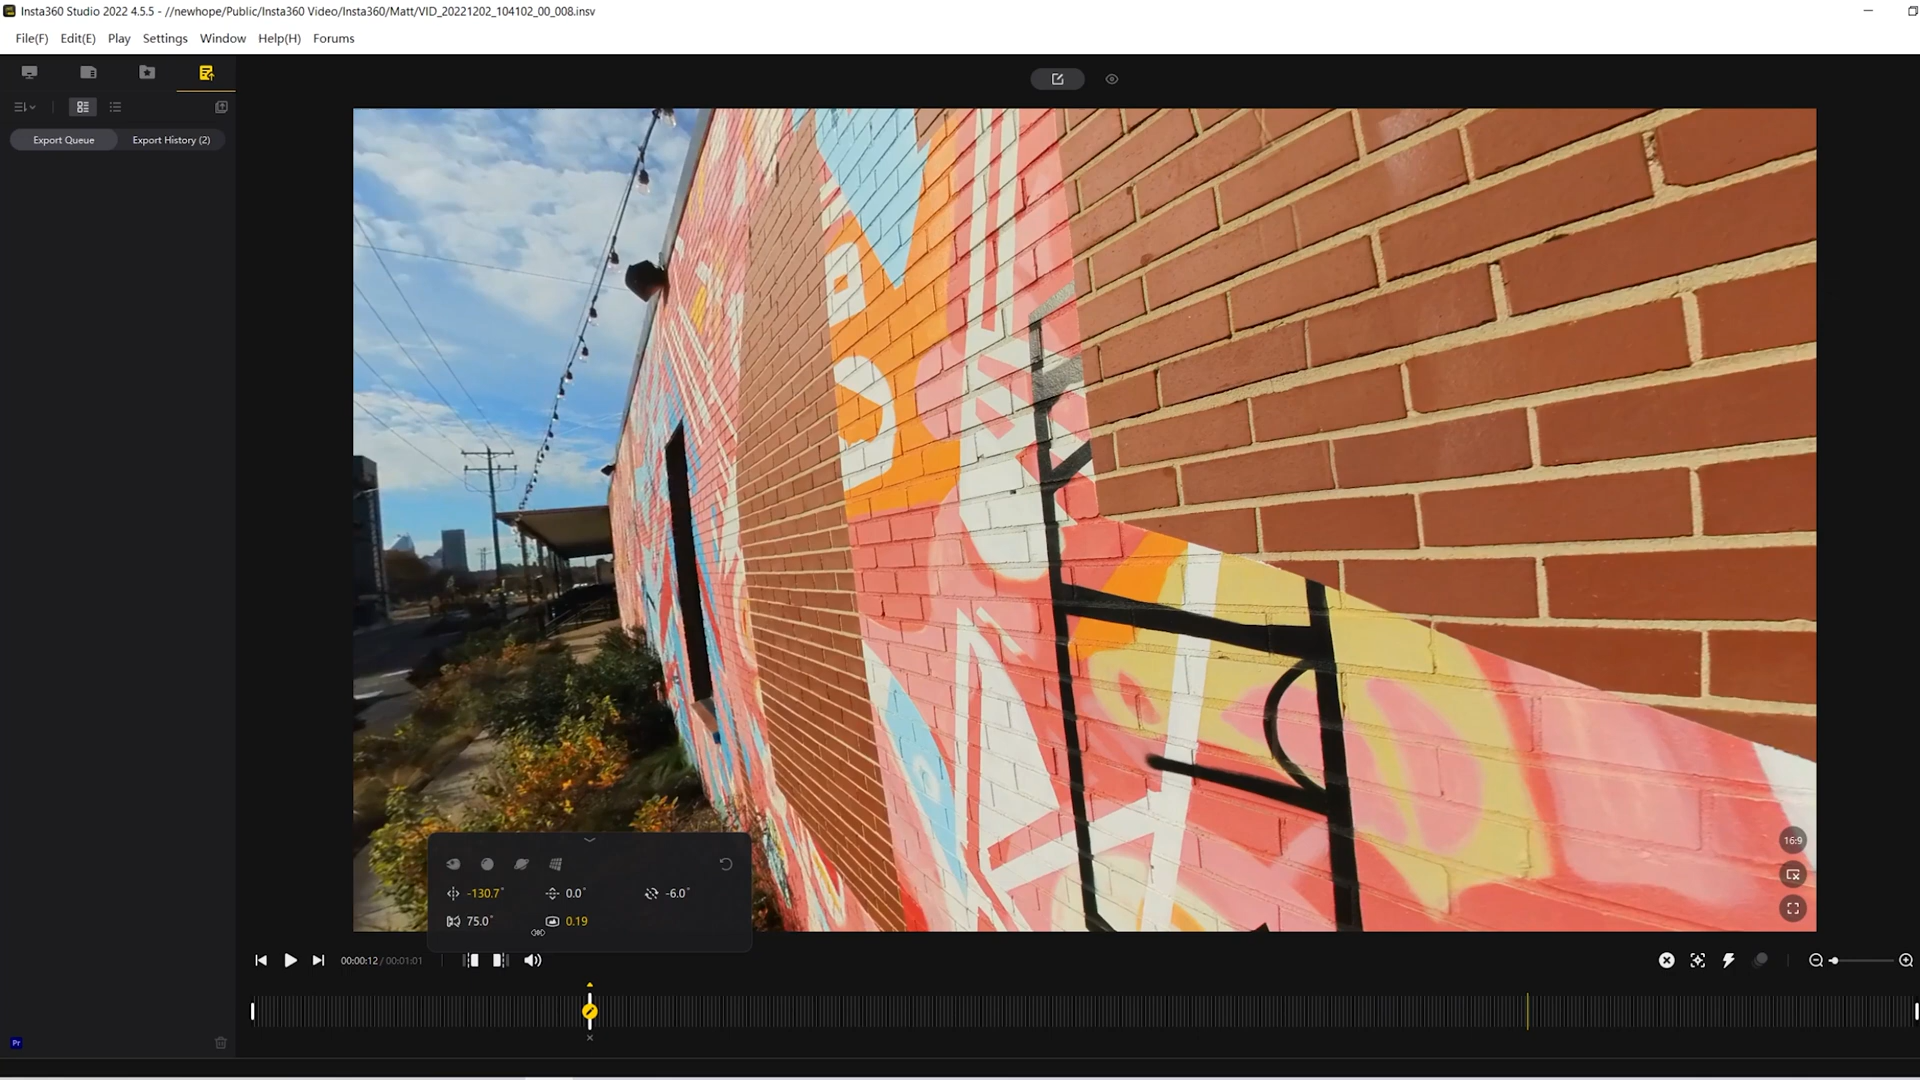 Insta360 Studio 2022 4.5.5 - //newhope/Public/Insta360 Video/Insta360/Matt/VID_20221202_104102_00_008.insv
File(F) Edit(E) Play Settings Window Help(H) Forums
Export Queue Export History (2)
16:9
-130.7° 0.0° -6.0°
75.0° 0.19
00:00:12 / 00:01:01
Pr